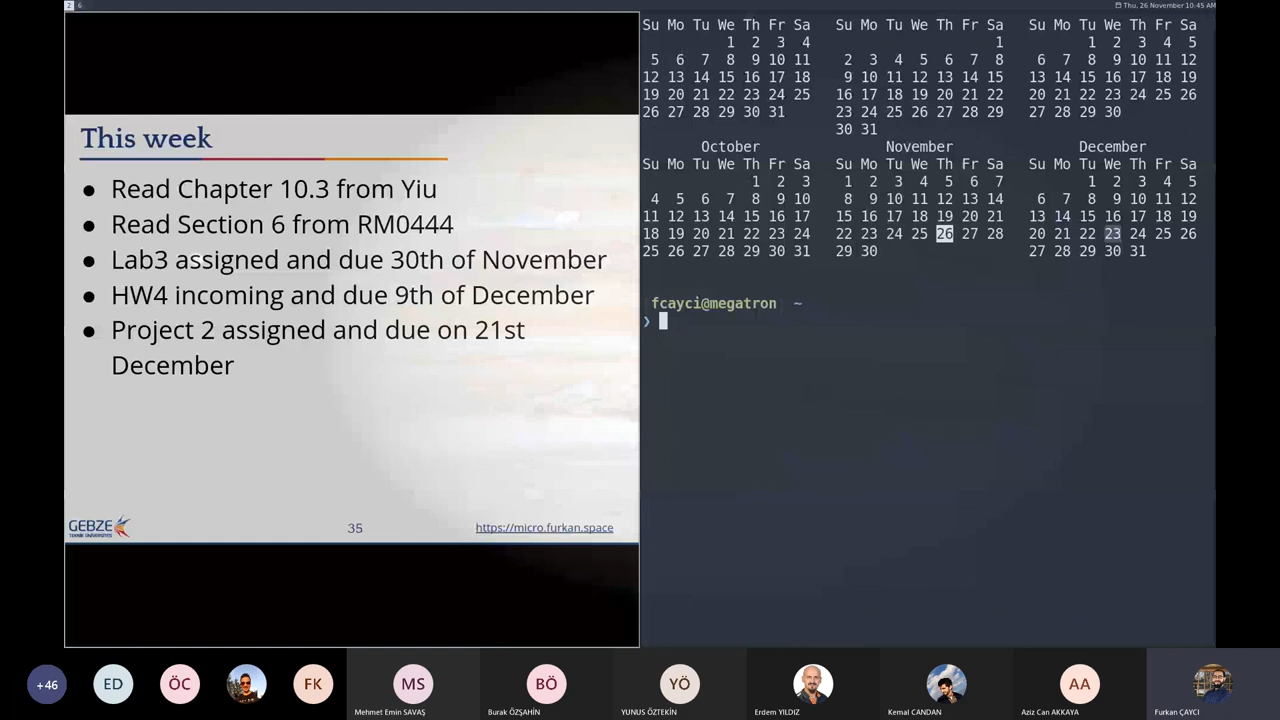 2 6
Thu, 26 November 10:45 AM
This week
● Read Chapter 10.3 from Yiu
● Read Section 6 from RM0444
● Lab3 assigned and due 30th of November
● HW4 incoming and due 9th of December
● Project 2 assigned and due on 21st
December
GEBZE
TEKNİK ÜNİVERSİTESİ
35
https://micro.furkan.space
Su Mo Tu We Th Fr Sa Su Mo Tu We Th Fr Sa Su Mo Tu We Th Fr Sa
1 2 3 4 1 1 2 3 4 5
5 6 7 8 9 10 11 2 3 4 5 6 7 8 6 7 8 9 10 11 12
12 13 14 15 16 17 18 9 10 11 12 13 14 15 13 14 15 16 17 18 19
19 20 21 22 23 24 25 16 17 18 19 20 21 22 20 21 22 23 24 25 26
26 27 28 29 30 31 23 24 25 26 27 28 29 27 28 29 30
30 31
October November December
Su Mo Tu We Th Fr Sa Su Mo Tu We Th Fr Sa Su Mo Tu We Th Fr Sa
1 2 3 1 2 3 4 5 6 7 1 2 3 4 5
4 5 6 7 8 9 10 8 9 10 11 12 13 14 6 7 8 9 10 11 12
11 12 13 14 15 16 17 15 16 17 18 19 20 21 13 14 15 16 17 18 19
18 19 20 21 22 23 24 22 23 24 25 26 27 28 20 21 22 23 24 25 26
25 26 27 28 29 30 31 29 30 27 28 29 30 31
fcayci@megatron ~
❯
+46 ED ÖC FK MS BÖ YÖ AA
Mehmet Emin SAVAŞ Burak ÖZŞAHİN YUNUS ÖZTEKİN Erdem YILDIZ Kemal CANDAN Aziz Can AKKAYA Furkan ÇAYCI